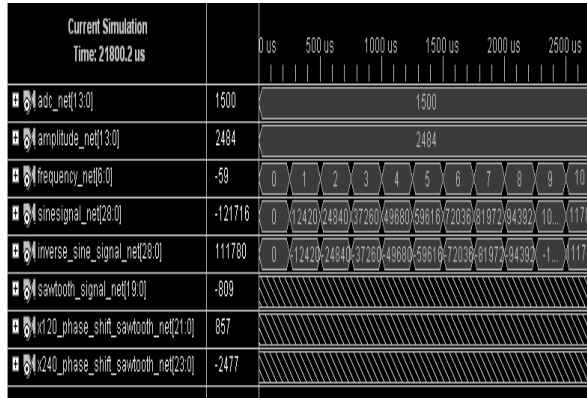 Current Simulation
Time: 21800.2 us
0 us 500 us 1000 us 1500 us 2000 us 2500 us
adc_net[13:0] 1500 1500
amplitude_net[13:0] 2484 2484
frequency_net[6:0] -59 0 1 2 3 4 5 6 7 8 9 10
sinesignal_net[28:0] -121716 0 12420 24840 37260 49680 59616 72036 81972 94392 10...
inverse_sine_signal_net[28:0] 111780 0 -12420 -24840 -37260 -49680 -59616 -72036 -81972 -94392 -1...
sawtooth_signal_net[19:0] -809
x120_phase_shift_sawtooth_net[21:0] 857
x240_phase_shift_sawtooth_net[23:0] -2477